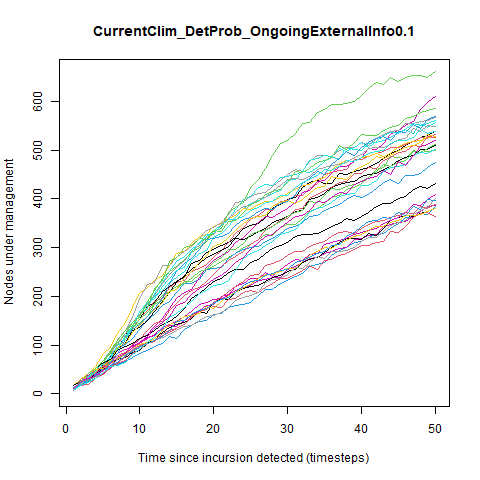 CurrentClim_DetProb_OngoingExternalInfo0.1
Nodes under management
600
500
400
300
200
100
0
0 10 20 30 40 50
Time since incursion detected (timesteps)